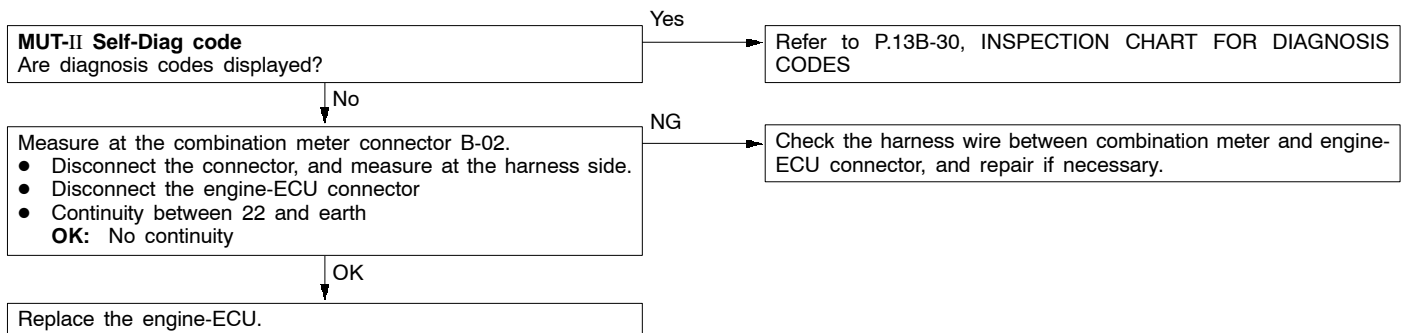 MUT-II Self-Diag code
Are diagnosis codes displayed?
Yes
Refer to P.13B-30, INSPECTION CHART FOR DIAGNOSIS
CODES
No
Measure at the combination meter connector B-02.
● Disconnect the connector, and measure at the harness side.
● Disconnect the engine-ECU connector
● Continuity between 22 and earth
OK: No continuity
NG
Check the harness wire between combination meter and engine-
ECU connector, and repair if necessary.
OK
Replace the engine-ECU.